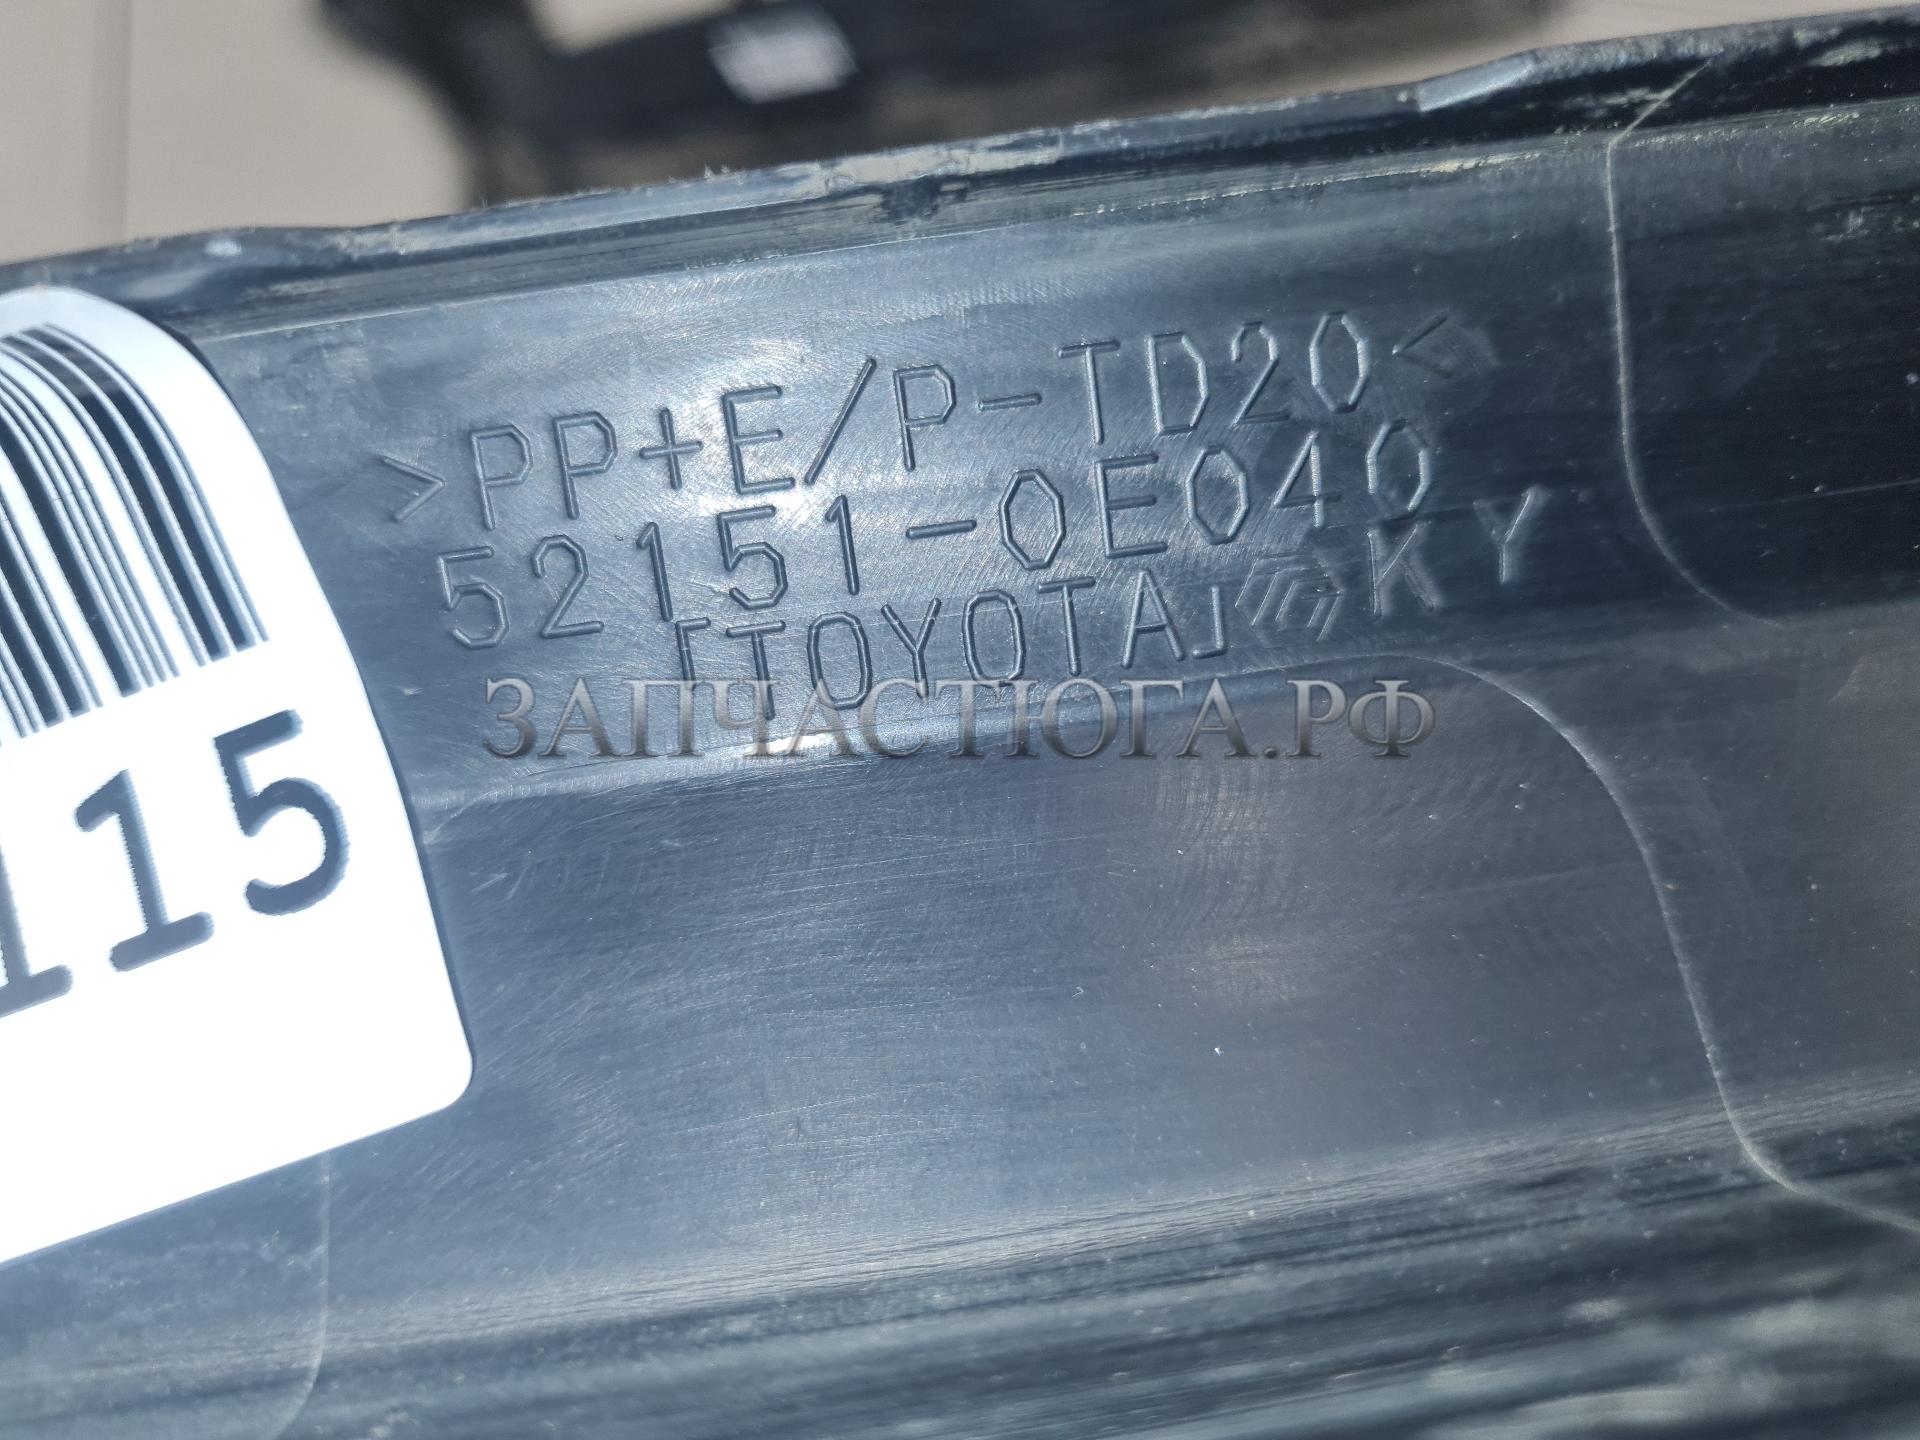 >PP+E/P-TD20<
52151-0E040
「TOYOTA」 KY
ЗАПЧАСТЮГА.РФ
115